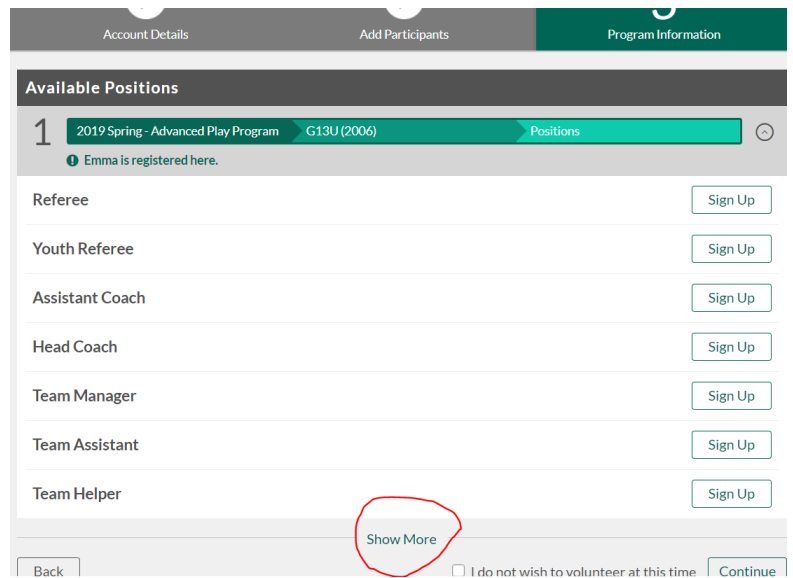 Account Details
Add Participants
Program Information
Available Positions
1
2019 Spring - Advanced Play Program
G13U (2006)
Positions
Emma is registered here.
Referee
Sign Up
Youth Referee
Sign Up
Assistant Coach
Sign Up
Head Coach
Sign Up
Team Manager
Sign Up
Team Assistant
Sign Up
Team Helper
Sign Up
Show More
Back
I do not wish to volunteer at this time
Continue